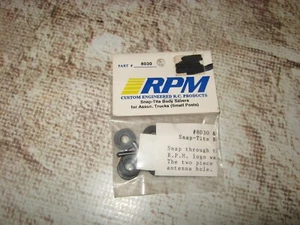 PART # 8030
RPM
CUSTOM ENGINEERED R.C. PRODUCTS
Snap-Tite Body Savers
for Assoc. Trucks (Small Posts)
#8030
Snap-Tite
Snap through t
R.P.M. logo wa
The two piece
antenna hole.